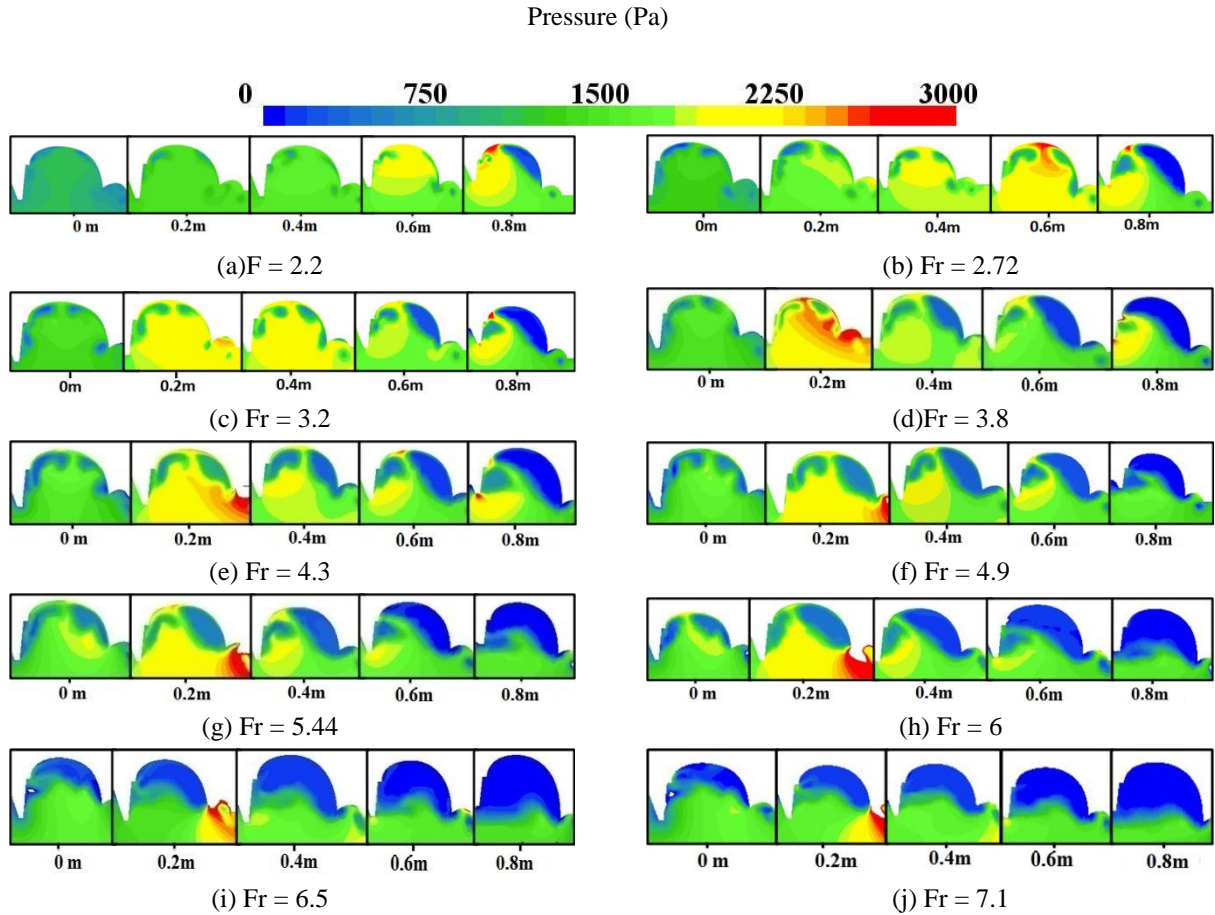 Pressure (Pa)
0 750 1500 2250 3000
0 m 0.2m 0.4m 0.6m 0.8m
0m 0.2m 0.4m 0.6m 0.8m
(a)F = 2.2
(b) Fr = 2.72
0m 0.2m 0.4m 0.6m 0.8m
0 m 0.2m 0.4m 0.6m 0.8m
(c) Fr = 3.2
(d)Fr = 3.8
0 m 0.2m 0.4m 0.6m 0.8m
0 m 0.2m 0.4m 0.6m 0.8m
(e) Fr = 4.3
(f) Fr = 4.9
0 m 0.2m 0.4m 0.6m 0.8m
0 m 0.2m 0.4m 0.6m 0.8m
(g) Fr = 5.44
(h) Fr = 6
0 m 0.2m 0.4m 0.6m 0.8m
0 m 0.2m 0.4m 0.6m 0.8m
(i) Fr = 6.5
(j) Fr = 7.1